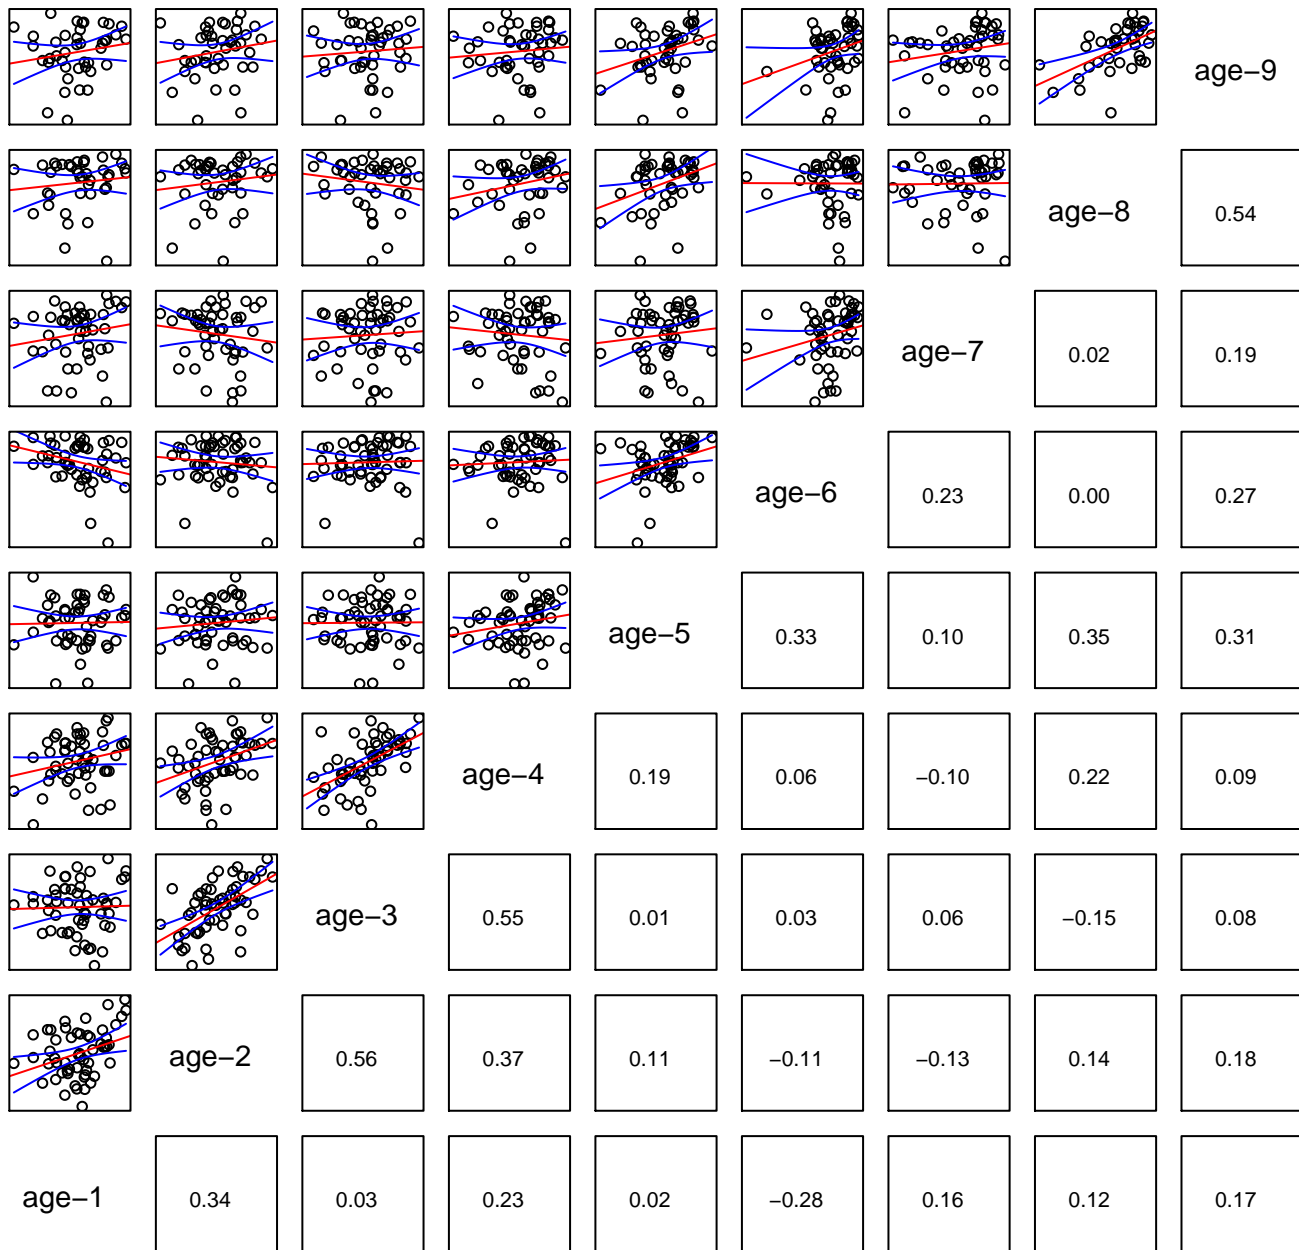 age−9
age−8 0.54
age−7 0.02 0.19
age−6 0.23 0.00 0.27
age−5 0.33 0.10 0.35 0.31
age−4 0.19 0.06 −0.10 0.22 0.09
age−3 0.55 0.01 0.03 0.06 −0.15 0.08
age−2 0.56 0.37 0.11 −0.11 −0.13 0.14 0.18
age−1 0.34 0.03 0.23 0.02 −0.28 0.16 0.12 0.17